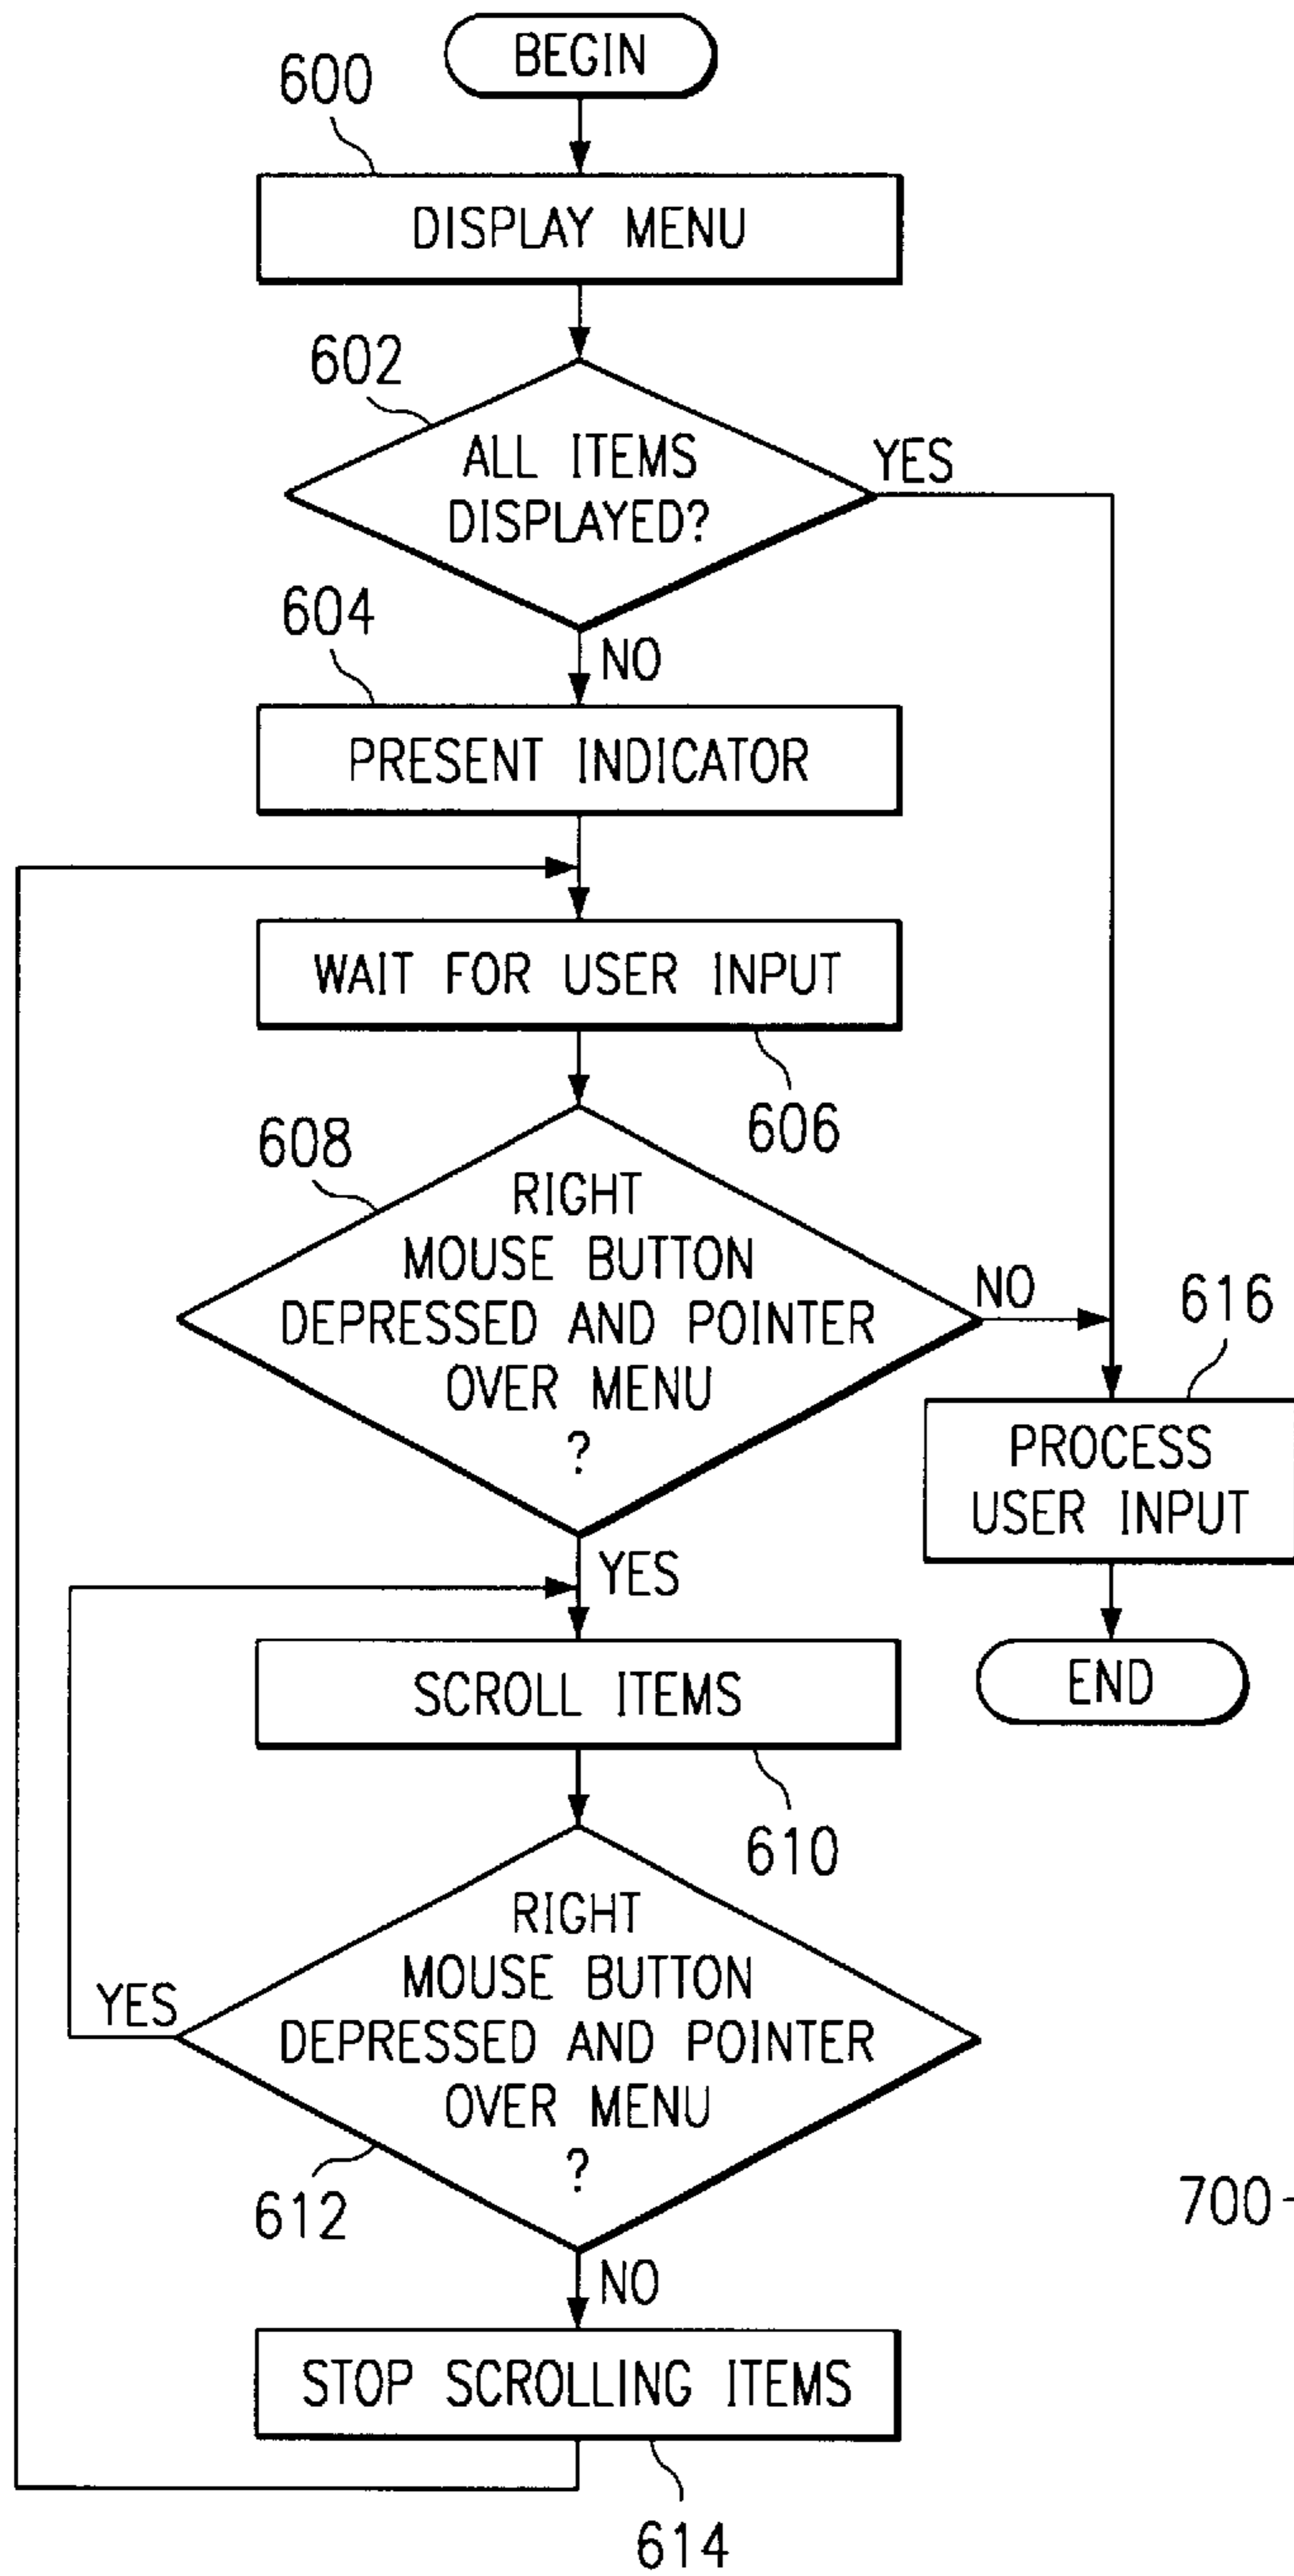 BEGIN
600
DISPLAY MENU
602
ALL ITEMS
DISPLAYED?
YES
604
NO
PRESENT INDICATOR
WAIT FOR USER INPUT
606
608
RIGHT
MOUSE BUTTON
DEPRESSED AND POINTER
OVER MENU
?
NO
616
PROCESS
USER INPUT
YES
SCROLL ITEMS
END
610
RIGHT
MOUSE BUTTON
DEPRESSED AND POINTER
OVER MENU
?
YES
612
700
NO
STOP SCROLLING ITEMS
614